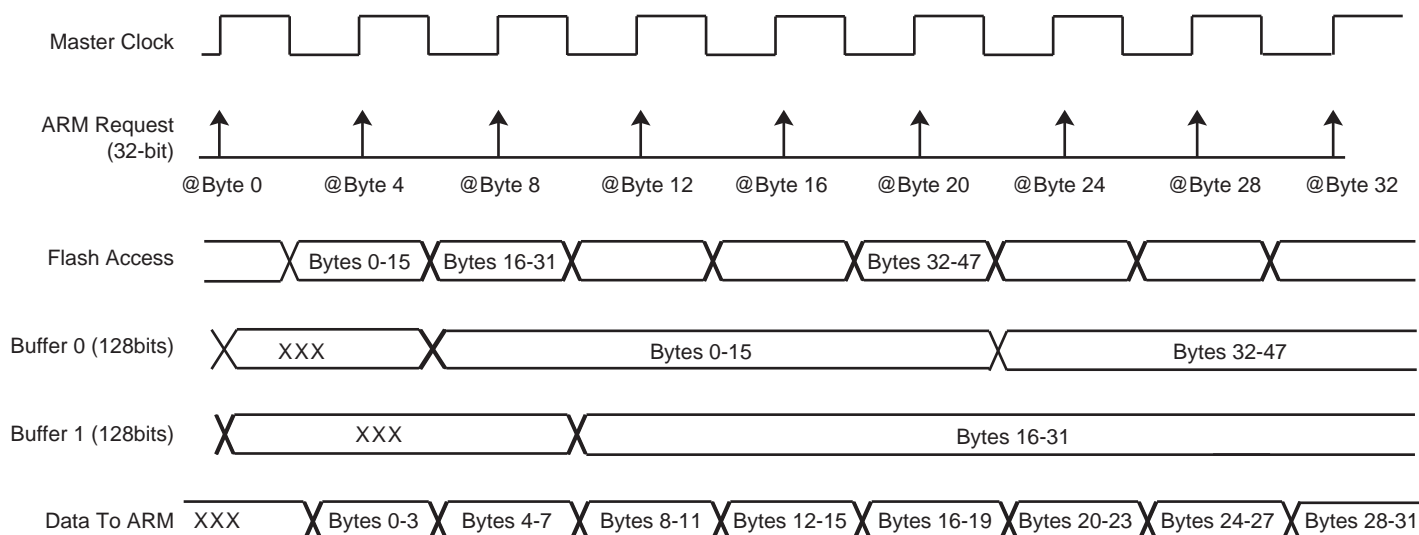 Master Clock
ARM Request
(32-bit)
@Byte 0 @Byte 4 @Byte 8 @Byte 12 @Byte 16 @Byte 20 @Byte 24 @Byte 28 @Byte 32
Flash Access Bytes 0-15 Bytes 16-31 Bytes 32-47
Buffer 0 (128bits) XXX Bytes 0-15 Bytes 32-47
Buffer 1 (128bits) XXX Bytes 16-31
Data To ARM XXX Bytes 0-3 Bytes 4-7 Bytes 8-11 Bytes 12-15 Bytes 16-19 Bytes 20-23 Bytes 24-27 Bytes 28-31